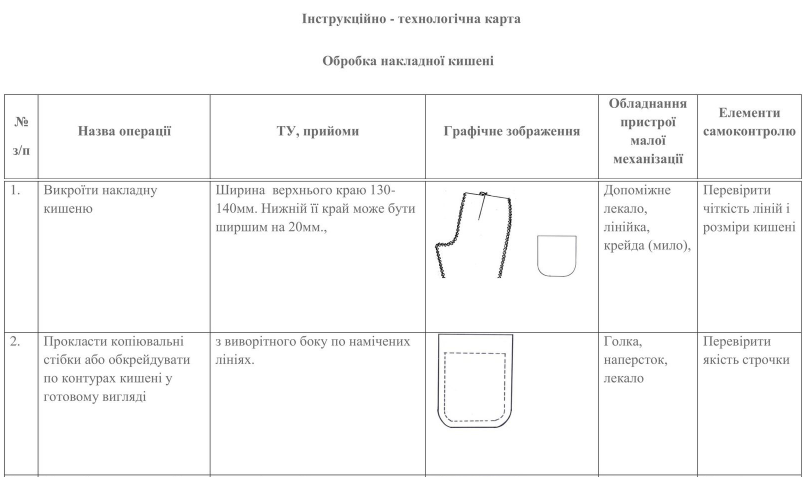 Інструкційно - технологічна карта
Обробка накладної кишені
№
з/п
Назва операції
ТУ, прийоми
Графічне зображення
Обладнання
пристрої
малої
механізації
Елементи
самоконтролю
1.
Викроїти накладну
кишеню
Ширина верхнього краю 130-
140мм. Нижній її край може бути
ширшим на 20мм.,
Допоміжне
лекало,
лінійка,
крейда (мило),
Перевірити
чіткість ліній і
розміри кишені
2.
Прокласти копіювальні
стібки або обкрейдувати
по контурах кишені у
готовому вигляді
з виворітного боку по намічених
лініях.
Голка,
наперсток,
лекало
Перевірити
якість строчки